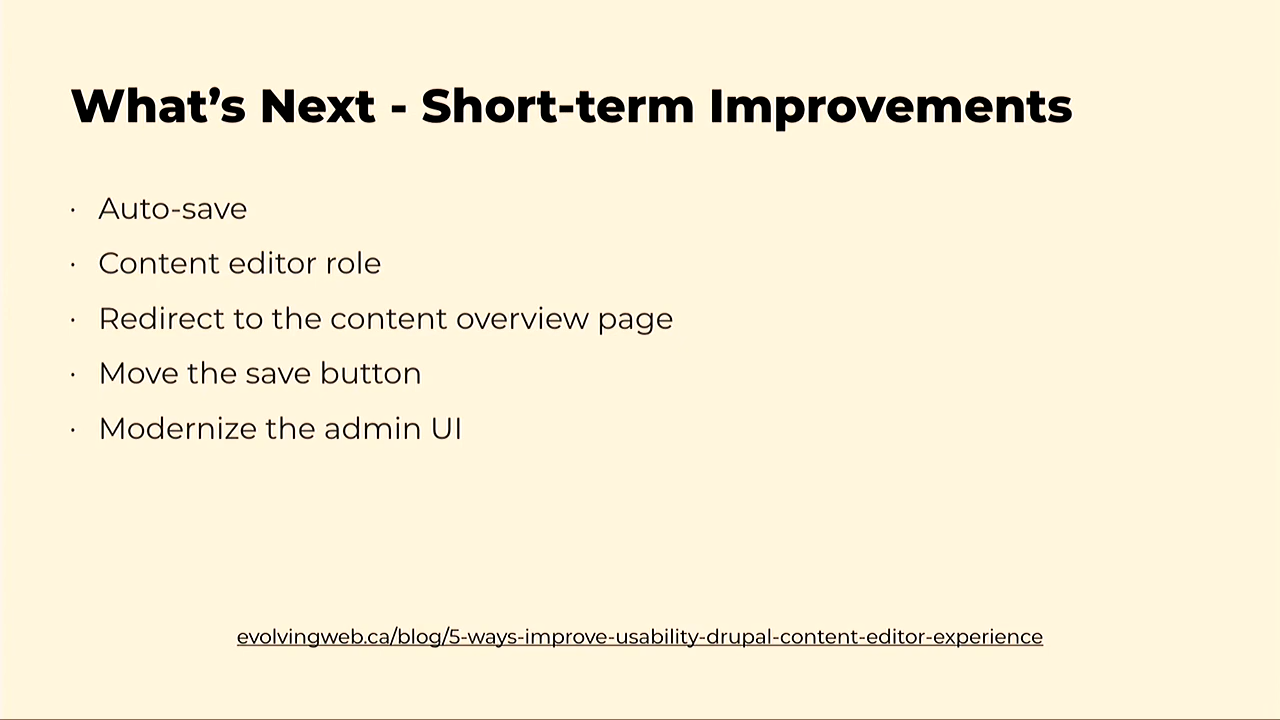 What’s Next - Short-term Improvements
· Auto-save
· Content editor role
· Redirect to the content overview page
· Move the save button
· Modernize the admin UI
evolvingweb.ca/blog/5-ways-improve-usability-drupal-content-editor-experience